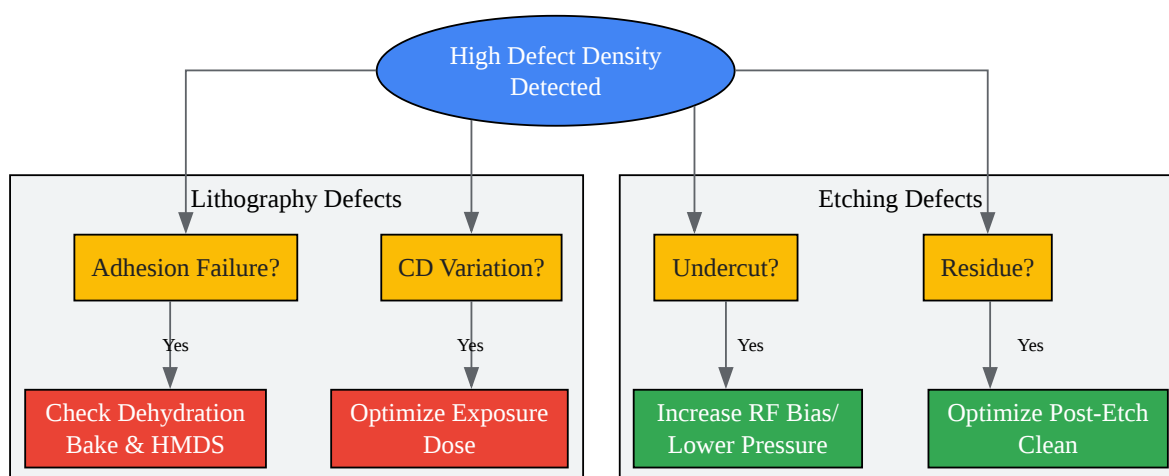 High Defect Density
Detected
Lithography Defects
Etching Defects
Adhesion Failure?
CD Variation?
Undercut?
Residue?
Yes
Yes
Yes
Yes
Check Dehydration
Bake & HMDS
Optimize Exposure
Dose
Increase RF Bias/
Lower Pressure
Optimize Post-Etch
Clean